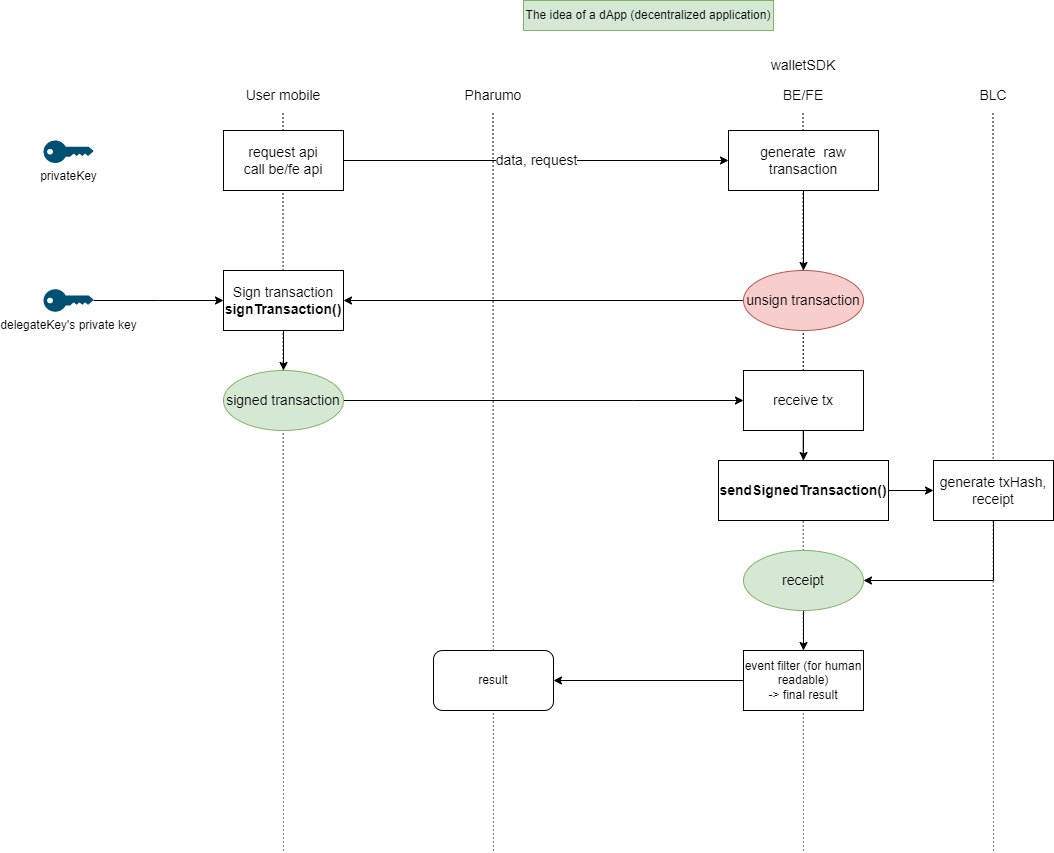 The idea of a dApp (decentralized application)
walletSDK
User mobile
Pharumo
BE/FE
BLC
privateKey
request api
call be/fe api
data, request
generate raw
transaction
delegateKey's private key
Sign transaction
signTransaction()
unsign transaction
signed transaction
receive tx
sendSignedTransaction()
generate txHash,
receipt
receipt
result
event filter (for human
readable)
-> final result